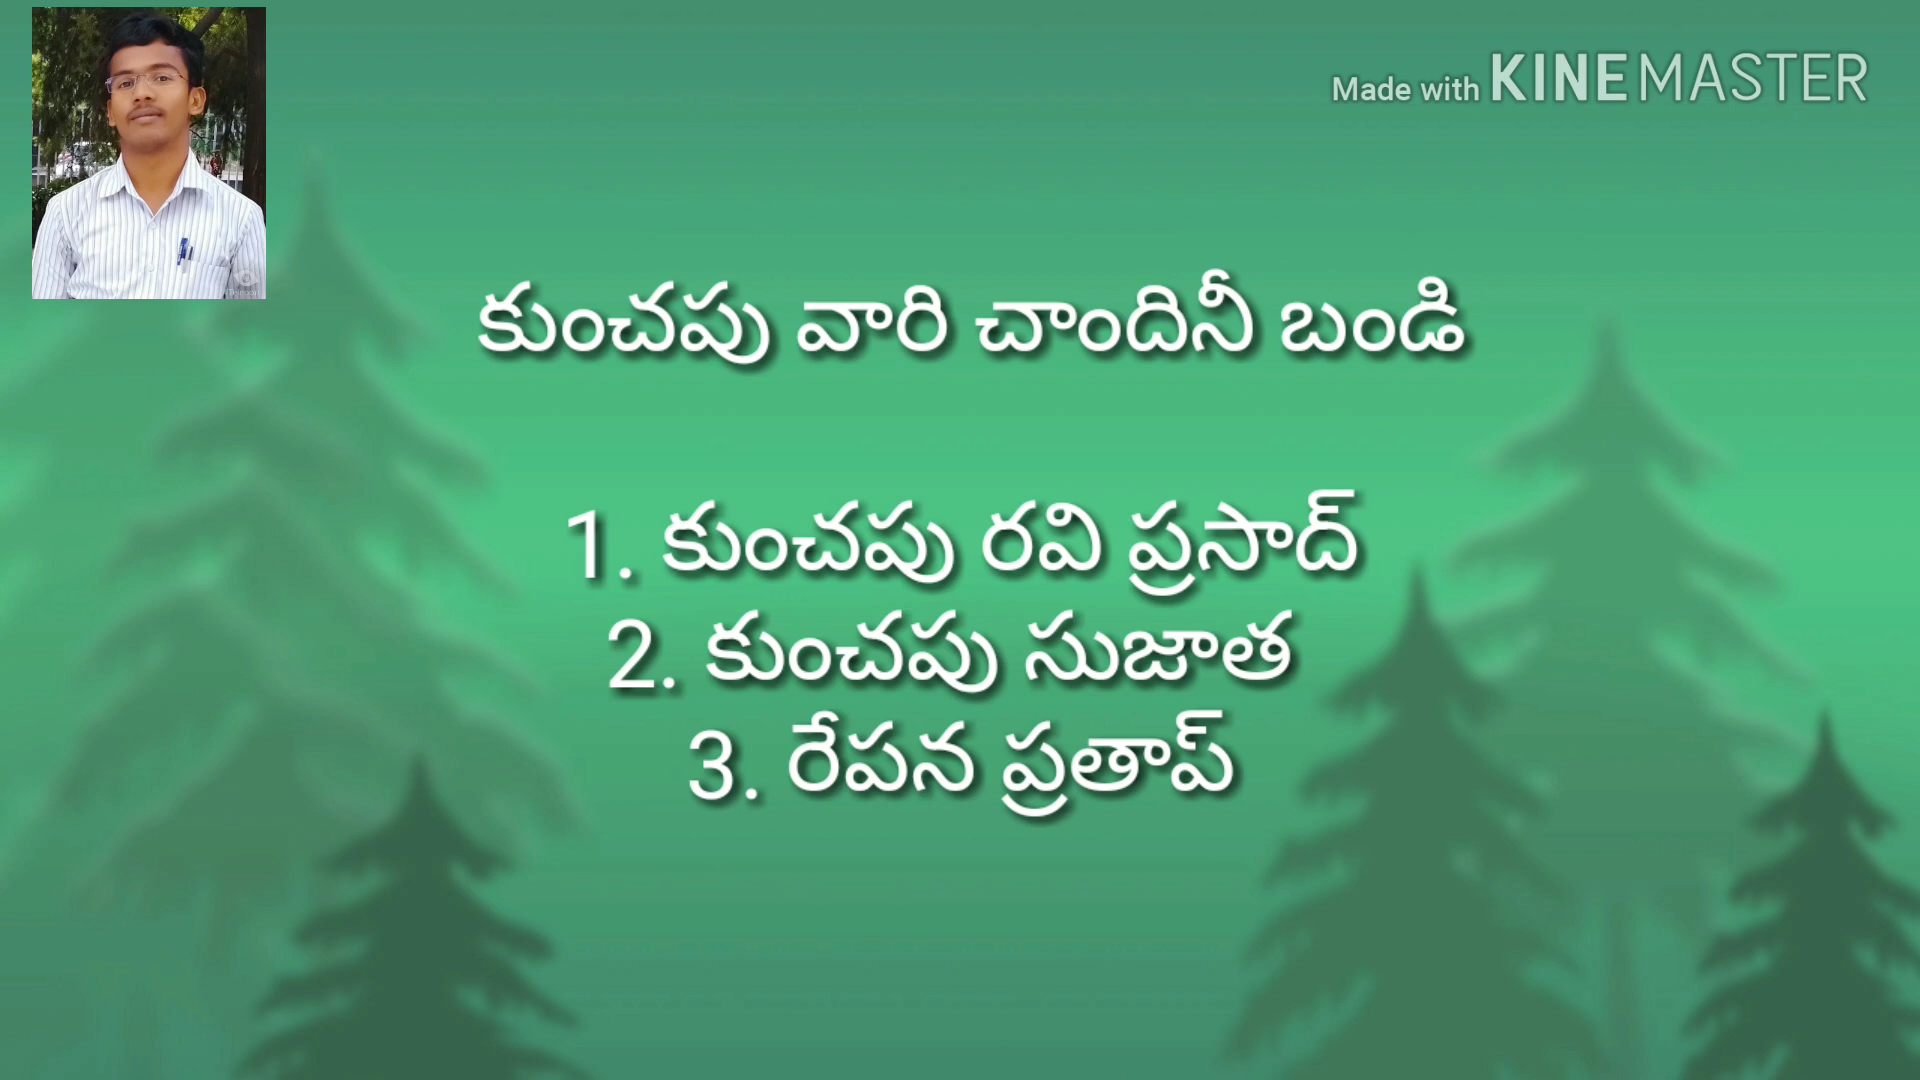 Made with KINEMASTER
కుంచపు వారి చాందినీ బండి
1. కుంచపు రవి ప్రసాద్
2. కుంచపు సుజాత
3. రేపన ప్రతాప్